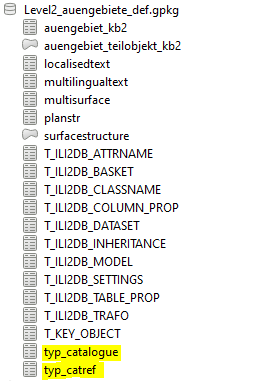 Level2_auengebiete_def.gpkg
auengebiet_kb2
auengebiet_teilobjekt_kb2
localisedtext
multilingualtext
multisurface
planstr
surfacestructure
T_ILI2DB_ATTRNAME
T_ILI2DB_BASKET
T_ILI2DB_CLASSNAME
T_ILI2DB_COLUMN_PROP
T_ILI2DB_DATASET
T_ILI2DB_INHERITANCE
T_ILI2DB_MODEL
T_ILI2DB_SETTINGS
T_ILI2DB_TABLE_PROP
T_ILI2DB_TRAFO
T_KEY_OBJECT
typ_catalogue
typ_catref